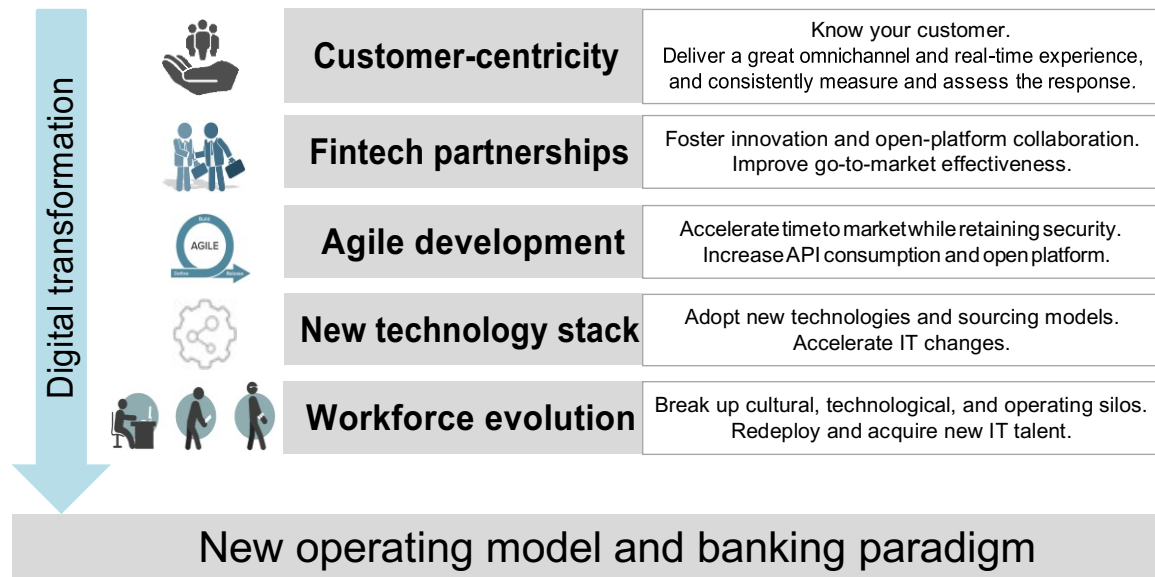 Digital transformation
Customer-centricity
Know your customer.
Deliver a great omnichannel and real-time experience,
and consistently measure and assess the response.
Fintech partnerships
Foster innovation and open-platform collaboration.
Improve go-to-market effectiveness.
Build
AGILE
Define
Release
Agile development
Accelerate time to market while retaining security.
Increase API consumption and open platform.
New technology stack
Adopt new technologies and sourcing models.
Accelerate IT changes.
Workforce evolution
Break up cultural, technological, and operating silos.
Redeploy and acquire new IT talent.
New operating model and banking paradigm